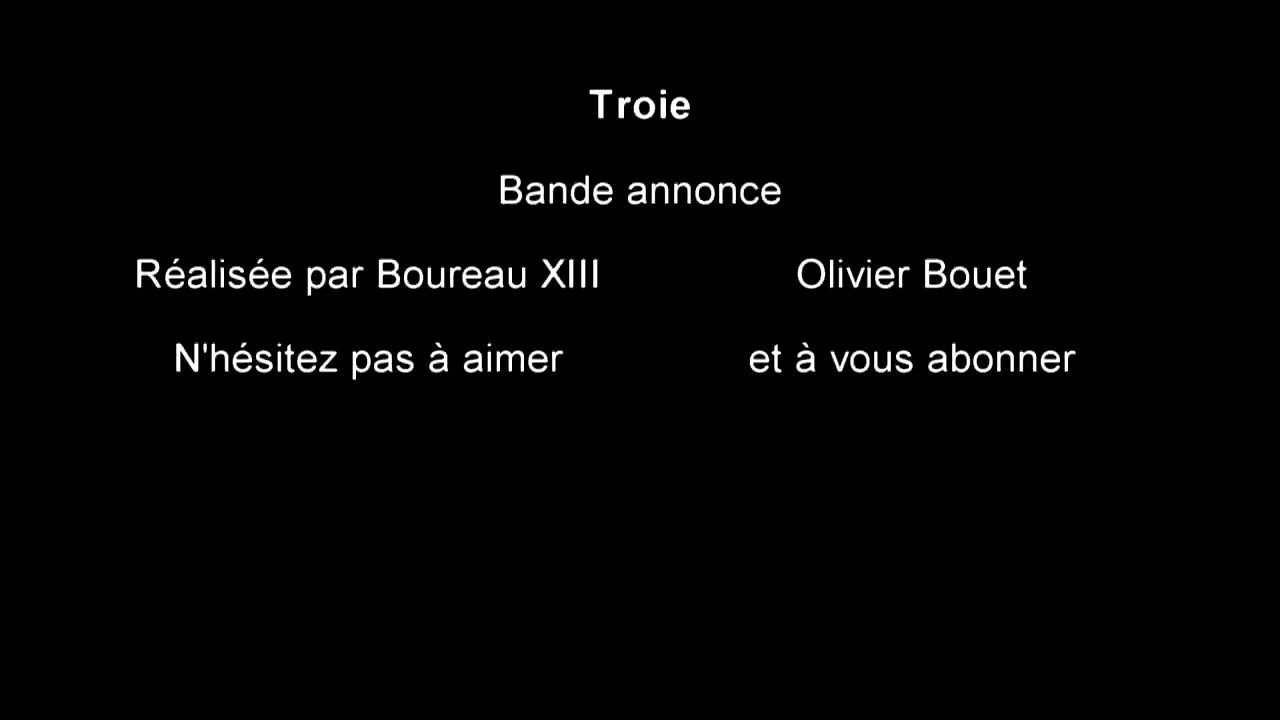 Troie
Bande annonce
Réalisée par Boureau XIII Olivier Bouet
N'hésitez pas à aimer et à vous abonner